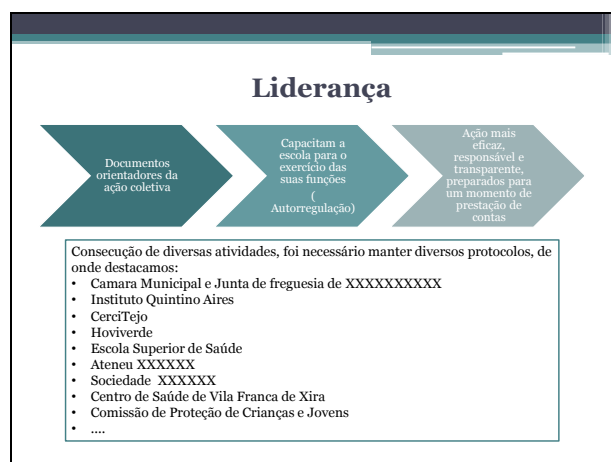 Liderança
Documentos
orientadores da
ação coletiva
Capacitam a
escola para o
exercício das
suas funções
(
Autorregulação)
Ação mais
eficaz,
responsável e
transparente,
preparados para
um momento de
prestação de
contas
Consecução de diversas atividades, foi necessário manter diversos protocolos, de
onde destacamos:
• Camara Municipal e Junta de freguesia de XXXXXXXXXX
• Instituto Quintino Aires
• CerciTejo
• Hoviverde
• Escola Superior de Saúde
• Ateneu XXXXXX
• Sociedade XXXXXX
• Centro de Saúde de Vila Franca de Xira
• Comissão de Proteção de Crianças e Jovens
• ....